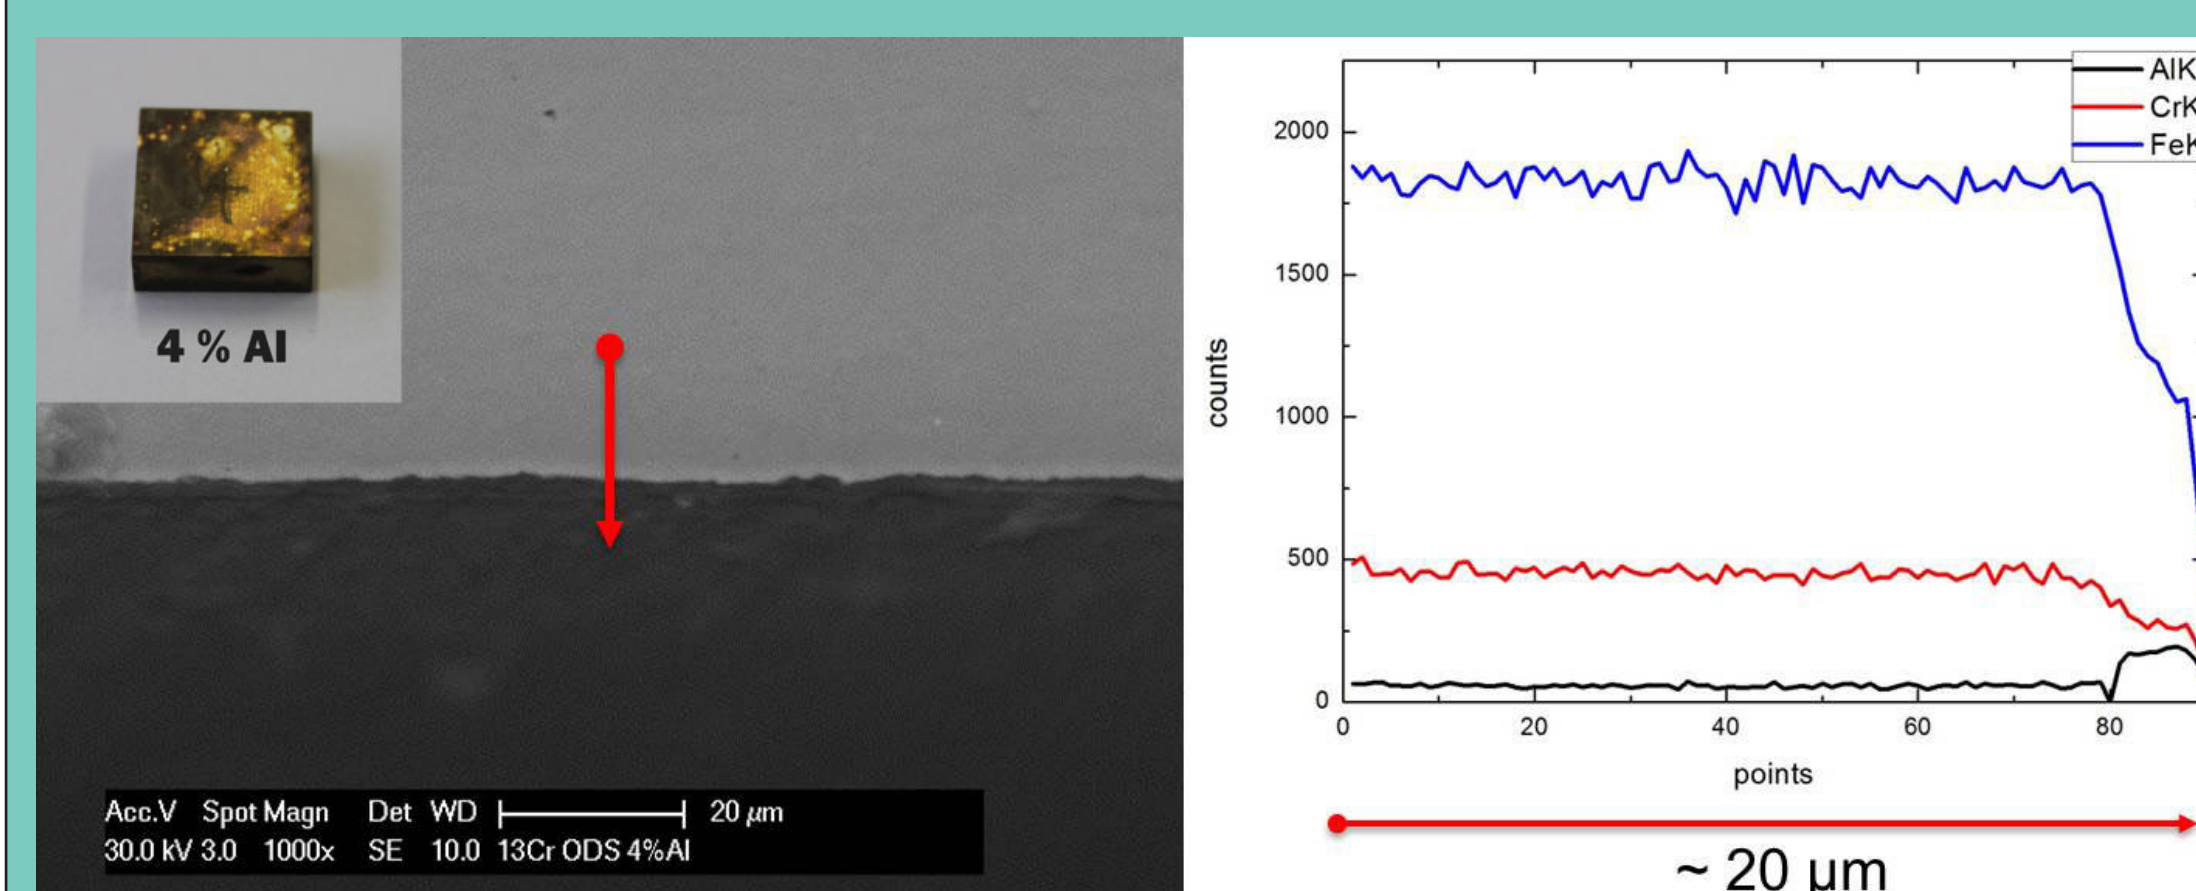 4 % Al
Acc.V Spot Magn Det WD 20 µm
30.0 kV 3.0 1000x SE 10.0 13Cr ODS 4%Al
AlK
CrK
FeK
2000
1500
1000
500
0
counts
0 20 40 60 80
points
~ 20 µm